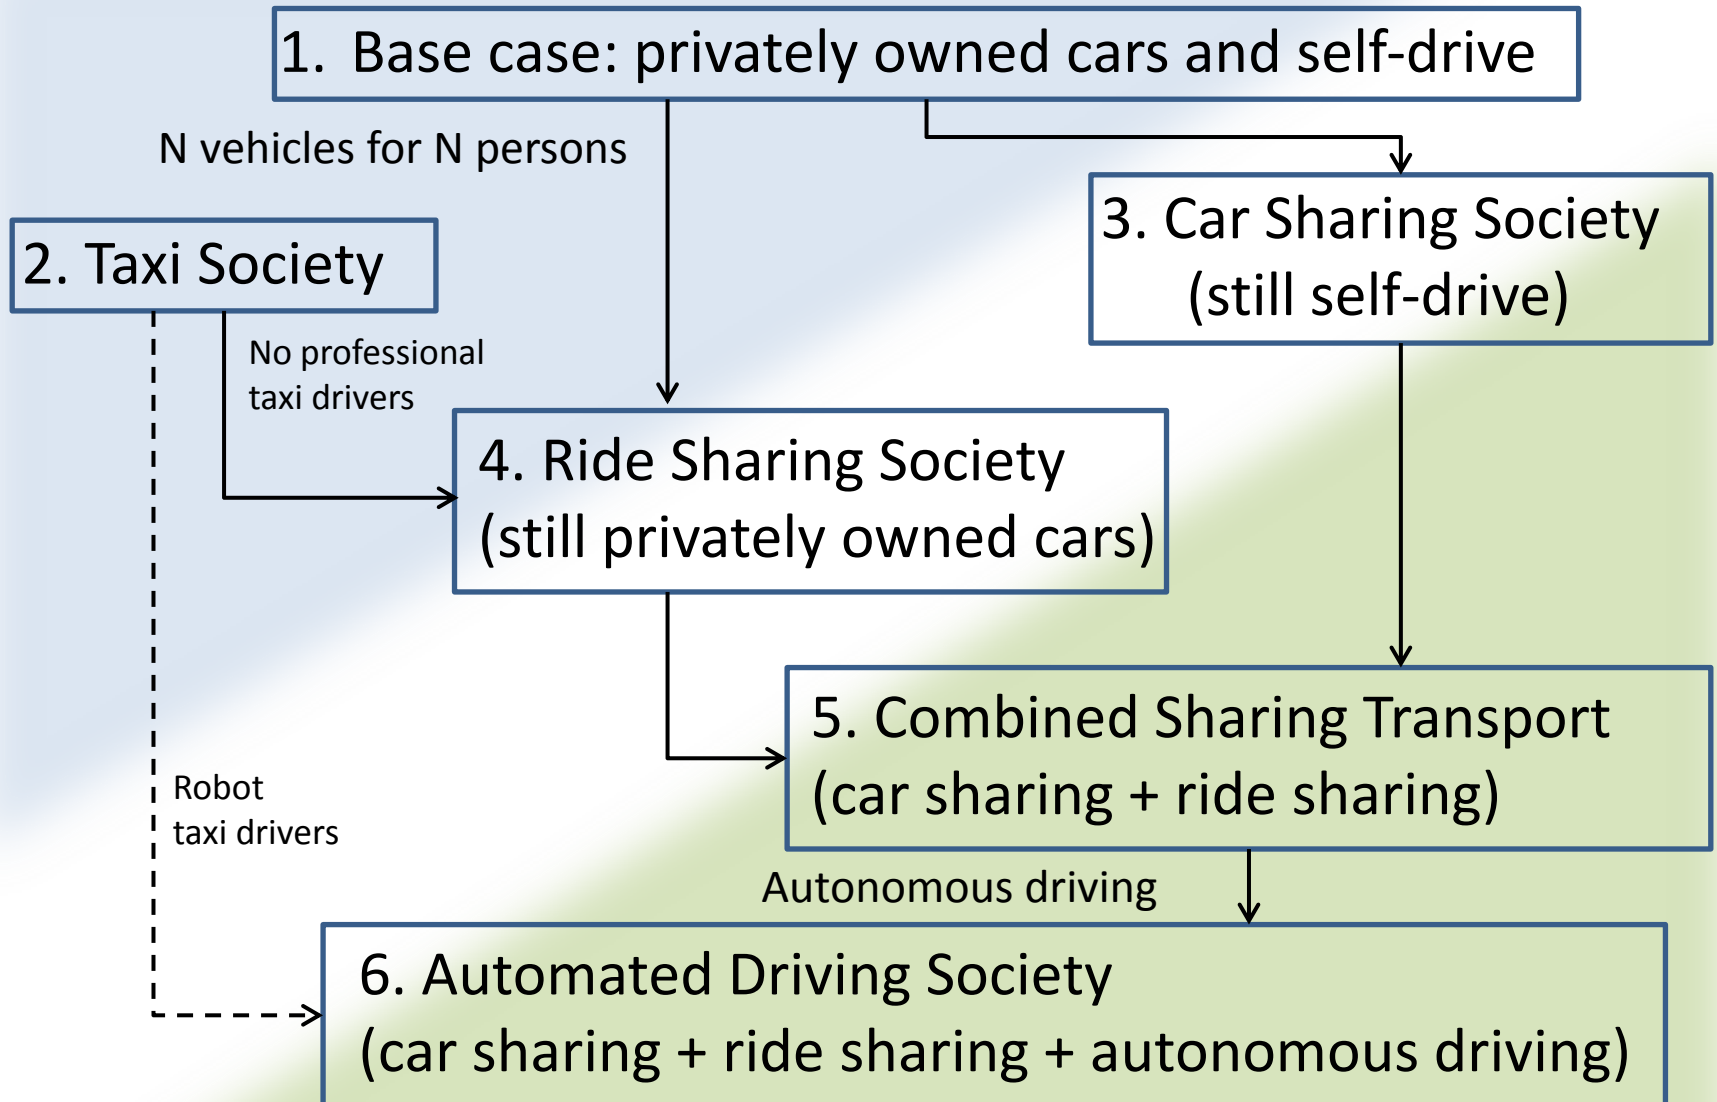 1. Base case: privately owned cars and self-drive
N vehicles for N persons
2. Taxi Society
3. Car Sharing Society
(still self-drive)
No professional
taxi drivers
4. Ride Sharing Society
(still privately owned cars)
5. Combined Sharing Transport
(car sharing + ride sharing)
Robot
taxi drivers
Autonomous driving
6. Automated Driving Society
(car sharing + ride sharing + autonomous driving)